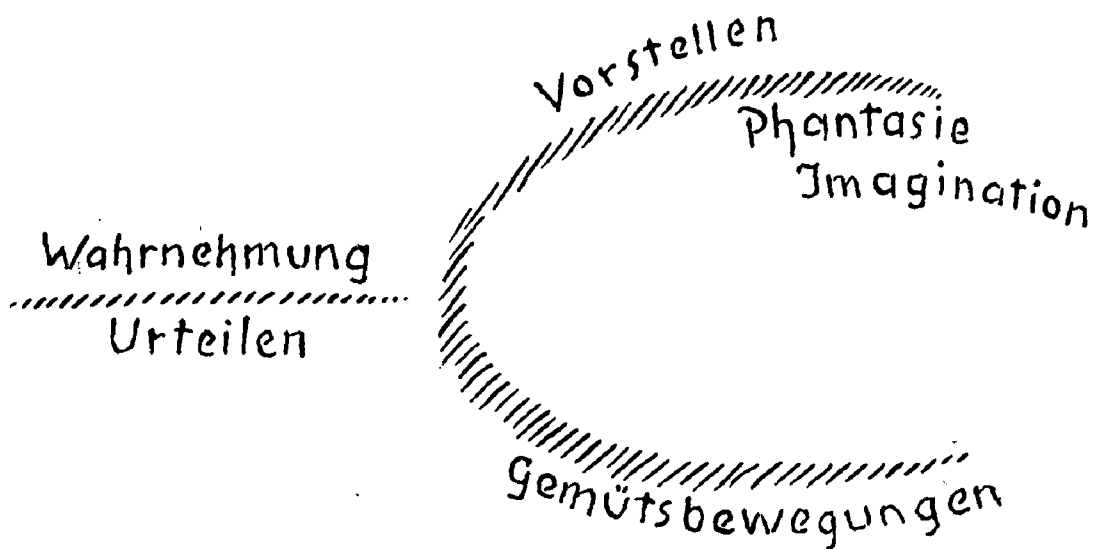 Vorstellen
Phantasie
Imagination
Wahrnehmung
Urteilen
Gemütsbewegungen